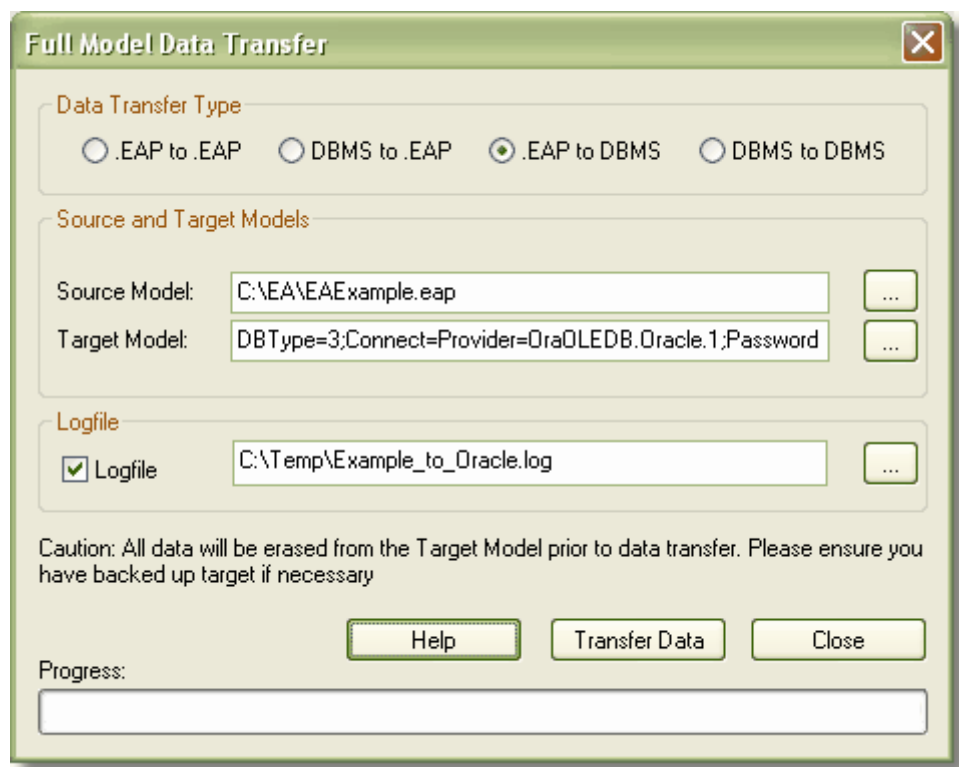 Full Model Data Transfer
Data Transfer Type
.EAP to .EAP DBMS to .EAP .EAP to DBMS DBMS to DBMS
Source and Target Models
Source Model: C:\EA\EAExample.eap ...
Target Model: DBType=3;Connect=Provider=OraOLEDB.Oracle.1;Password ...
Logfile
Logfile C:\Temp\Example_to_Oracle.log ...
Caution: All data will be erased from the Target Model prior to data transfer. Please ensure you
have backed up target if necessary
Help Transfer Data Close
Progress: